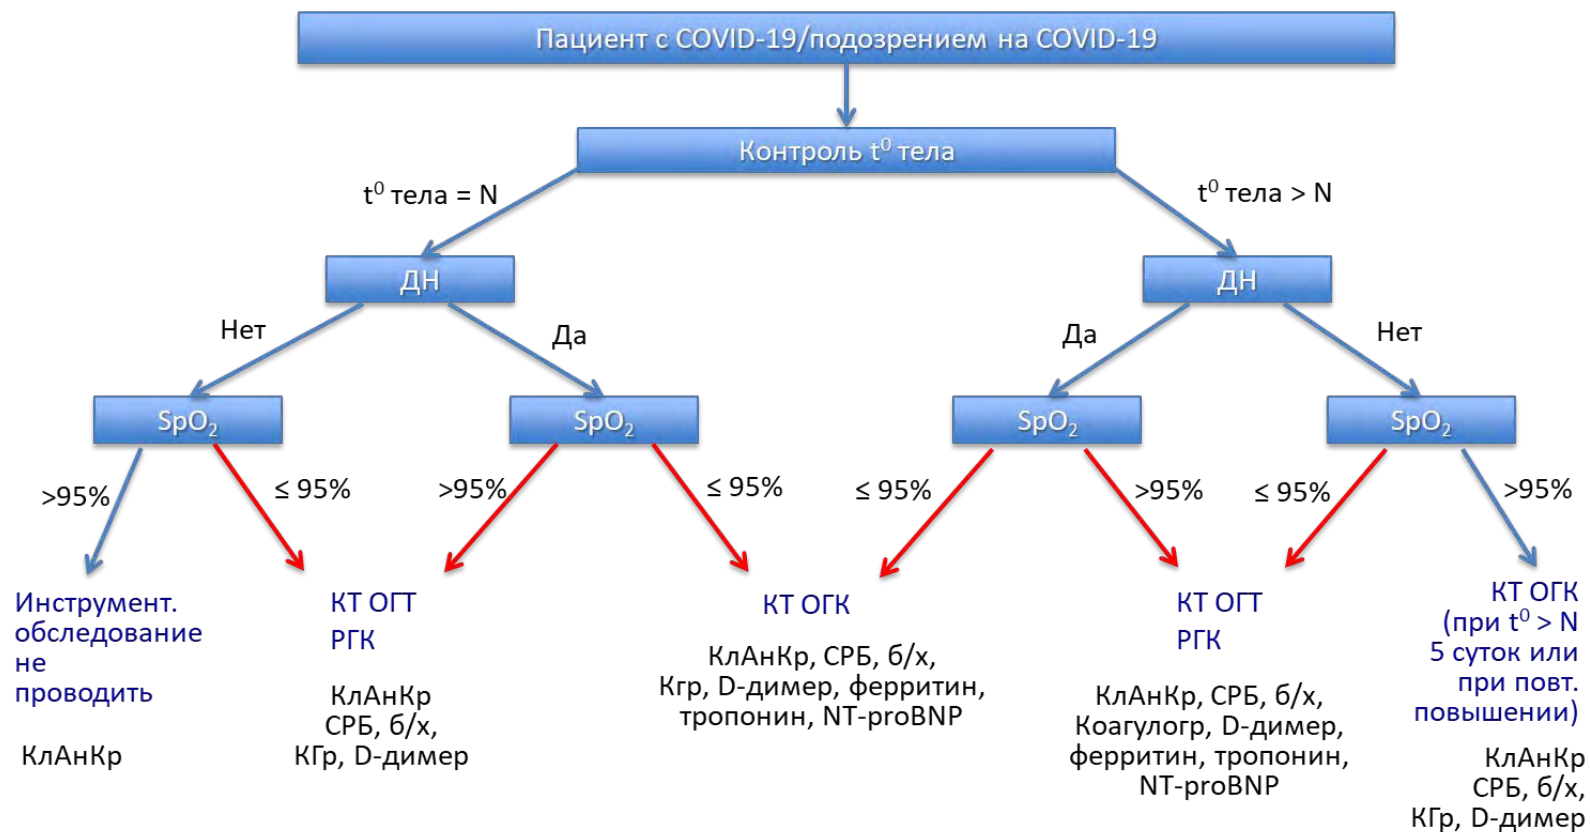 Пациент с COVID-19/подозрением на COVID-19
Контроль t⁰ тела
t⁰ тела = N
t⁰ тела > N
ДН
ДН
Нет
Да
Да
Нет
SpO₂
SpO₂
SpO₂
SpO₂
>95%
≤ 95%
>95%
≤ 95%
≤ 95%
>95%
≤ 95%
>95%
Инструмент.
обследование
не
проводить
КлАнКр
КТ ОГТ
РГК
КлАнКр
СРБ, б/х,
КГр, D-димер
КТ ОГК
КлАнКр, СРБ, б/х,
Кгр, D-димер, ферритин,
тропонин, NT-proBNP
КТ ОГТ
РГК
КлАнКр, СРБ, б/х,
Коагулогр, D-димер,
ферритин, тропонин,
NT-proBNP
КТ ОГК
(при t⁰ > N
5 суток или
при повт.
повышении)
КлАнКр
СРБ, б/х,
КГр, D-димер